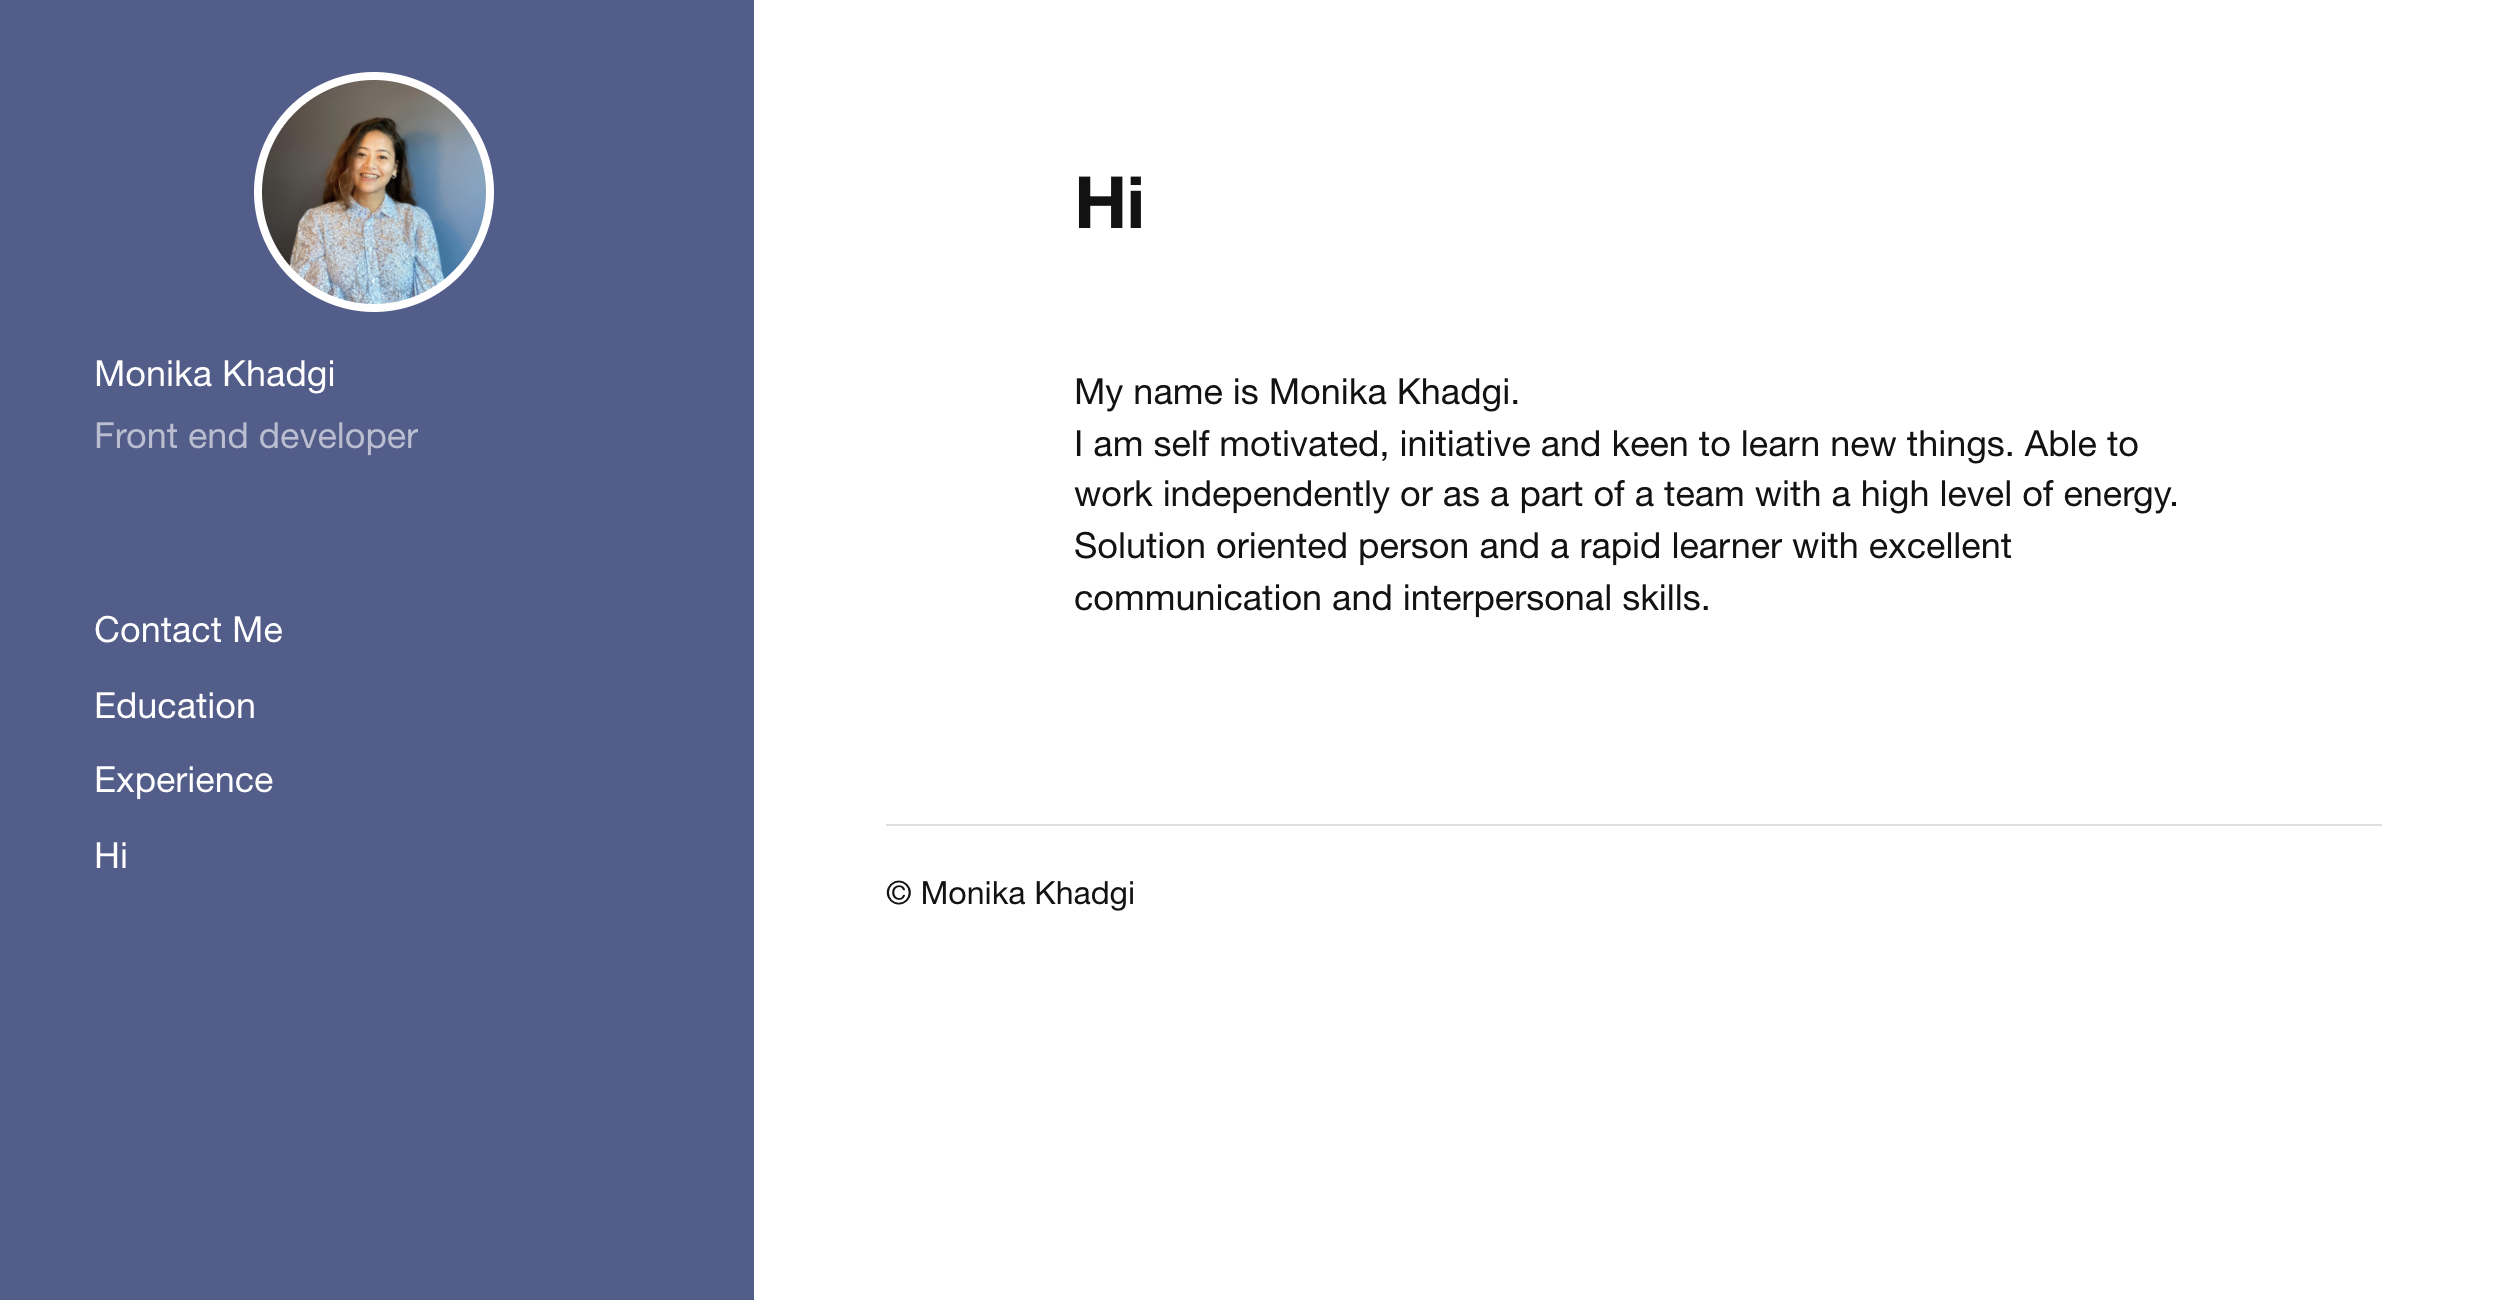 Monika Khadgi
Front end developer
Contact Me
Education
Experience
Hi
Hi
My name is Monika Khadgi.
I am self motivated, initiative and keen to learn new things. Able to
work independently or as a part of a team with a high level of energy.
Solution oriented person and a rapid learner with excellent
communication and interpersonal skills.
© Monika Khadgi